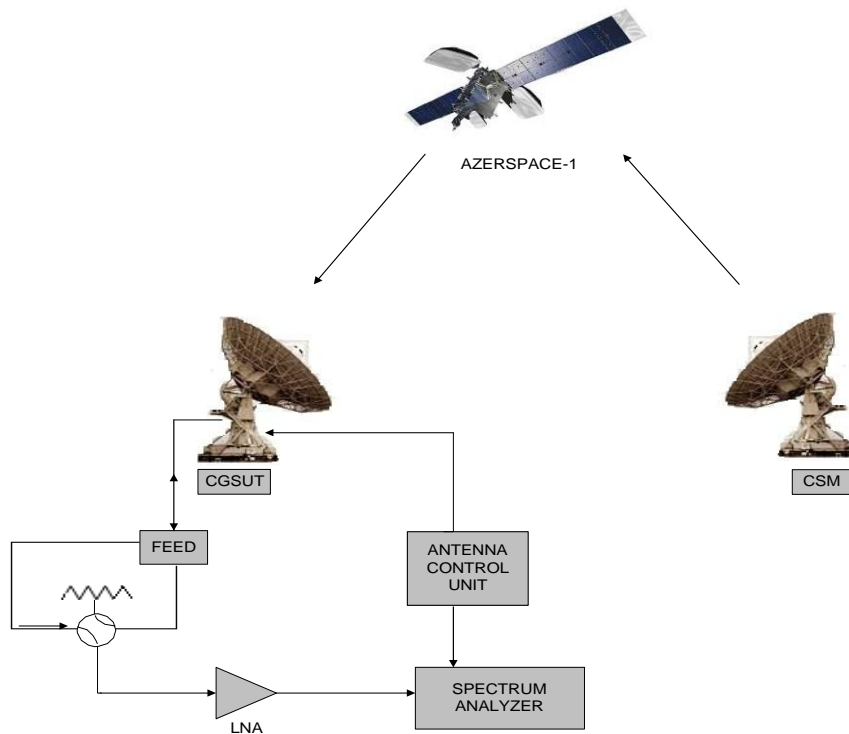 AZERSPACE-1
CGSUT
CSM
FEED
ANTENNA
CONTROL
UNIT
SPECTRUM
ANALYZER
LNA